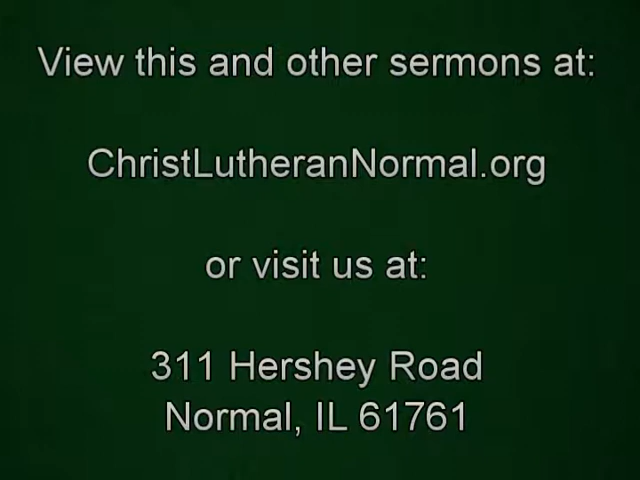 View this and other sermons at:
ChristLutheranNormal.org
or visit us at:
311 Hershey Road
Normal, IL 61761